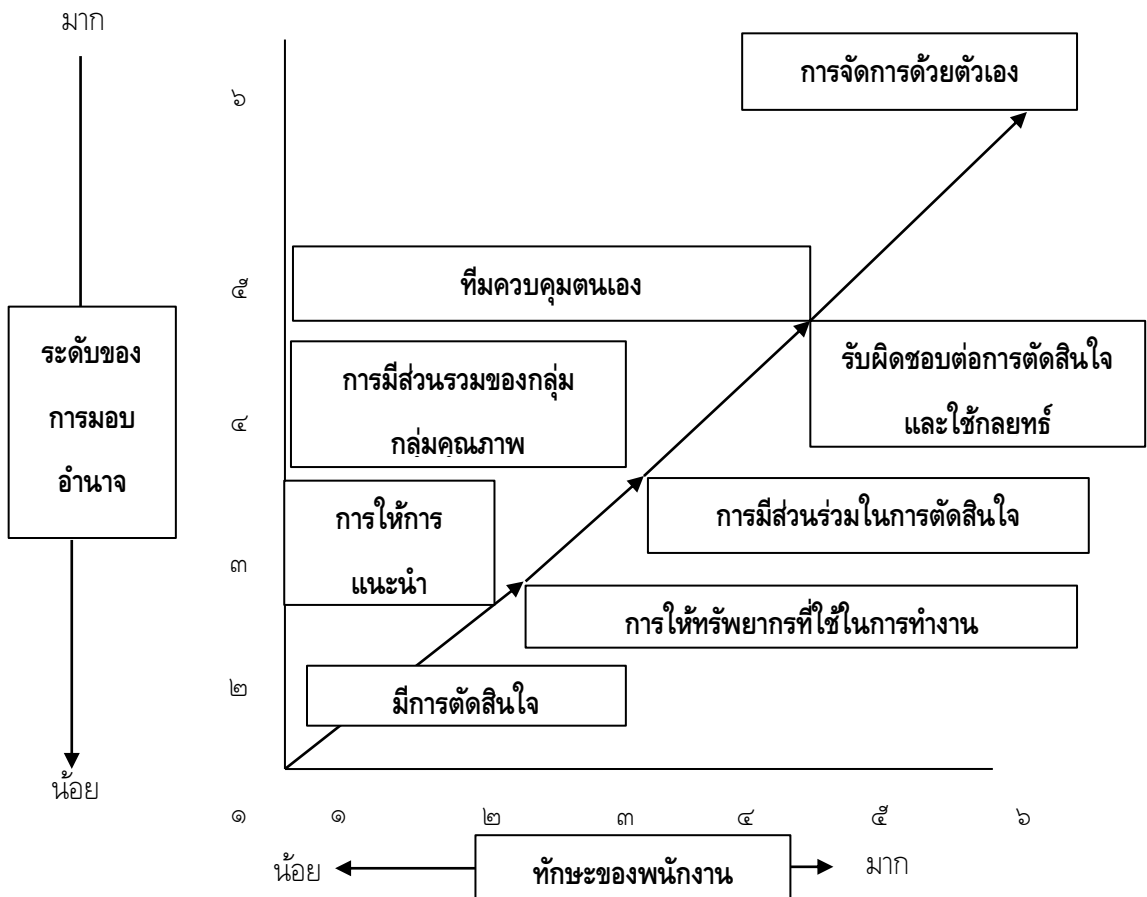 มาก
การจัดการด้วยตัวเอง
๖
ทีมควบคุมตนเอง
๕
ระดับของ
การมอบ
อำนาจ
การมีส่วนรวมของกลุ่ม
กลุ่มคุณภาพ
๔
รับผิดชอบต่อการตัดสินใจ
และใช้กลยทธ์
การให้การ
แนะนำ
๓
การมีส่วนร่วมในการตัดสินใจ
การให้ทรัพยากรที่ใช้ในการทำงาน
๒
มีการตัดสินใจ
น้อย
๑ ๑ ๒ ๓ ๔ ๕ ๖
น้อย ทักษะของพนักงาน มาก